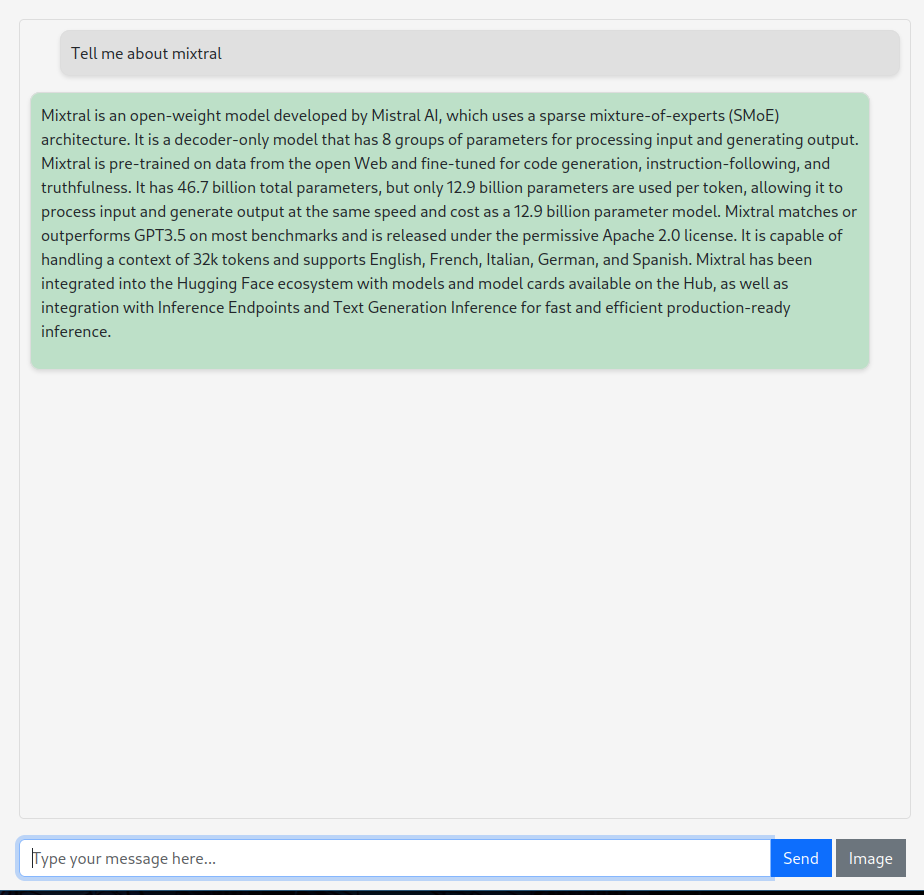 Tell me about mixtral
Mixtral is an open-weight model developed by Mistral AI, which uses a sparse mixture-of-experts (SMoE)
architecture. It is a decoder-only model that has 8 groups of parameters for processing input and generating output.
Mixtral is pre-trained on data from the open Web and fine-tuned for code generation, instruction-following, and
truthfulness. It has 46.7 billion total parameters, but only 12.9 billion parameters are used per token, allowing it to
process input and generate output at the same speed and cost as a 12.9 billion parameter model. Mixtral matches or
outperforms GPT3.5 on most benchmarks and is released under the permissive Apache 2.0 license. It is capable of
handling a context of 32k tokens and supports English, French, Italian, German, and Spanish. Mixtral has been
integrated into the Hugging Face ecosystem with models and model cards available on the Hub, as well as
integration with Inference Endpoints and Text Generation Inference for fast and efficient production-ready
inference.
Type your message here...
Send
Image